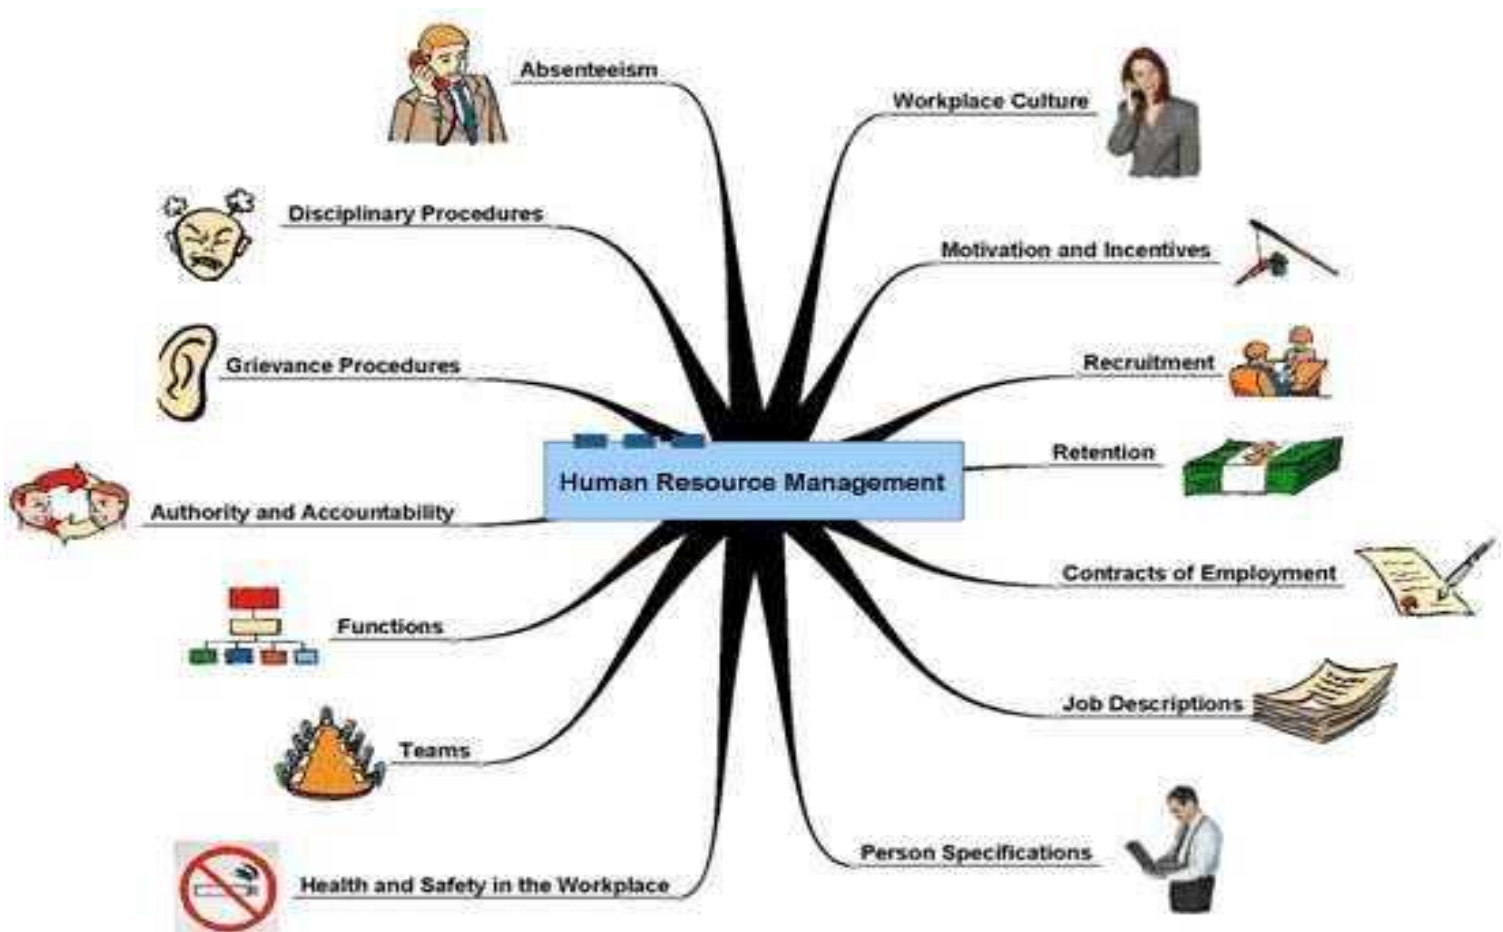 Absenteeism
Workplace Culture
Disciplinary Procedures
Motivation and Incentives
Grievance Procedures
Recruitment
Retention
Human Resource Management
Authority and Accountability
Contracts of Employment
Functions
Job Descriptions
Teams
Person Specifications
Health and Safety in the Workplace